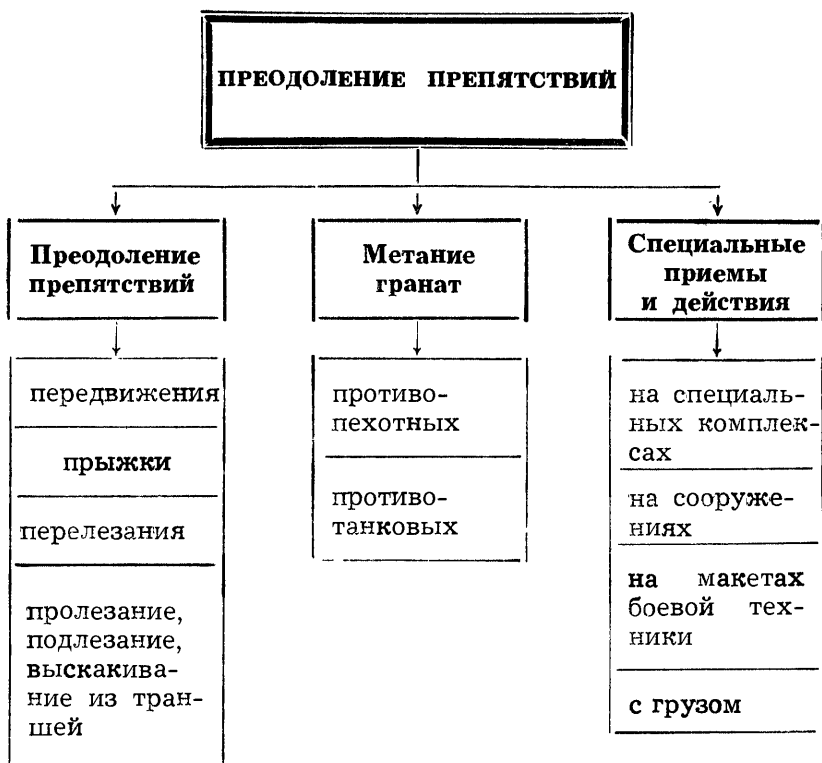 ПРЕОДОЛЕНИЕ ПРЕПЯТСТВИЙ
Преодоление
препятствий
передвижения
прыжки
перелезания
пролезание,
подлезание,
выскакива-
ние из тран-
шей
Метание
гранат
противо-
пехотных
противо-
танковых
Специальные
приемы
и действия
на специаль-
ных комплек-
сах
на сооруже-
ниях
на макетах
боевой тех-
ники
с грузом